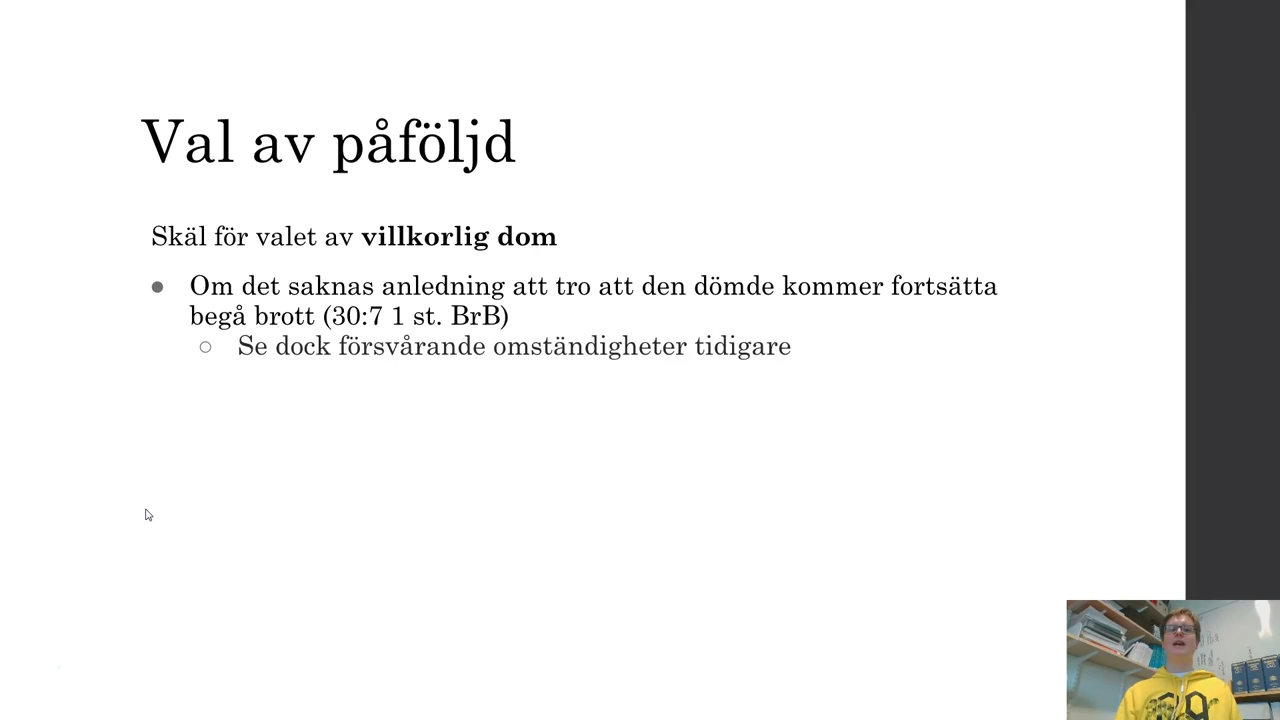 Val av påföljd
Skäl för valet av villkorlig dom
● Om det saknas anledning att tro att den dömde kommer fortsätta
begå brott (30:7 1 st. BrB)
○ Se dock försvårande omständigheter tidigare